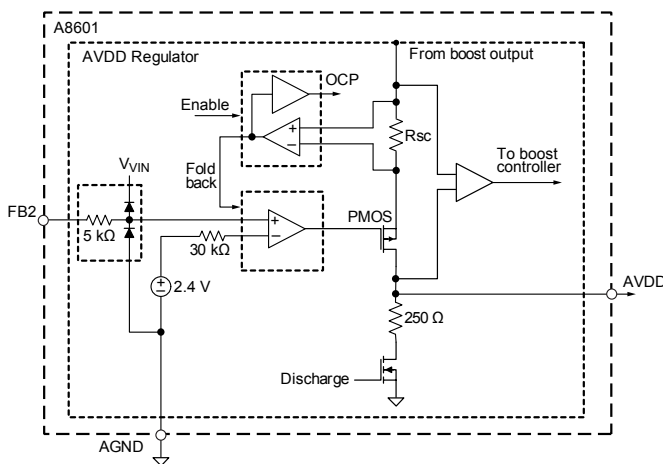 A8601
AVDD Regulator
From boost output
OCP
Enable
+
−
Rsc
To boost
controller
Fold
back
VVIN
FB2
5 kΩ
30 kΩ
+
−
PMOS
+
−
2.4 V
AVDD
250 Ω
Discharge
AGND